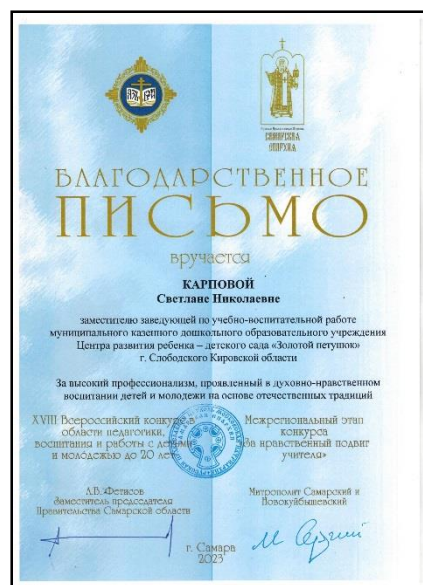 САМАРСКАЯ
ЕПАРХИЯ
БЛАГОДАРСТВЕННОЕ
ПИСЬМО
вручается
КАРПОВОЙ
Светлане Николаевне
заместителю заведующей по учебно-воспитательной работе
муниципального казенного дошкольного образовательного учреждения
Центра развития ребенка – детского сада «Золотой петушок»
г. Слободского Кировской области
За высокий профессионализм, проявленный в духовно-нравственном
воспитании детей и молодежи на основе отечественных традиций
XVIII Всероссийский конкурс в
области педагогики,
воспитания и работы с детьми
и молодёжью до 20 лет
Межрегиональный этап
конкурса
«За нравственный подвиг
учителя»
А.В. Фетисов
Заместитель председателя
Правительства Самарской области
Митрополит Самарский и
Новокуйбышевский
г. Самара
2023